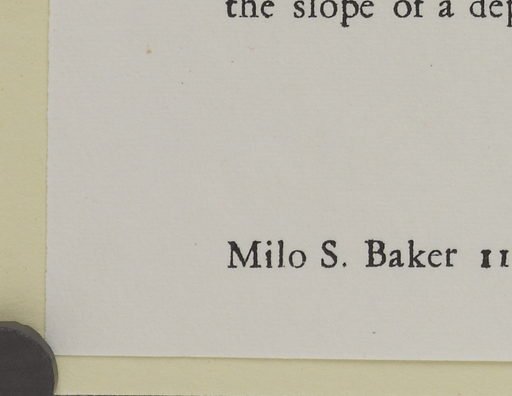 the slope of a dep
Milo S. Baker 11